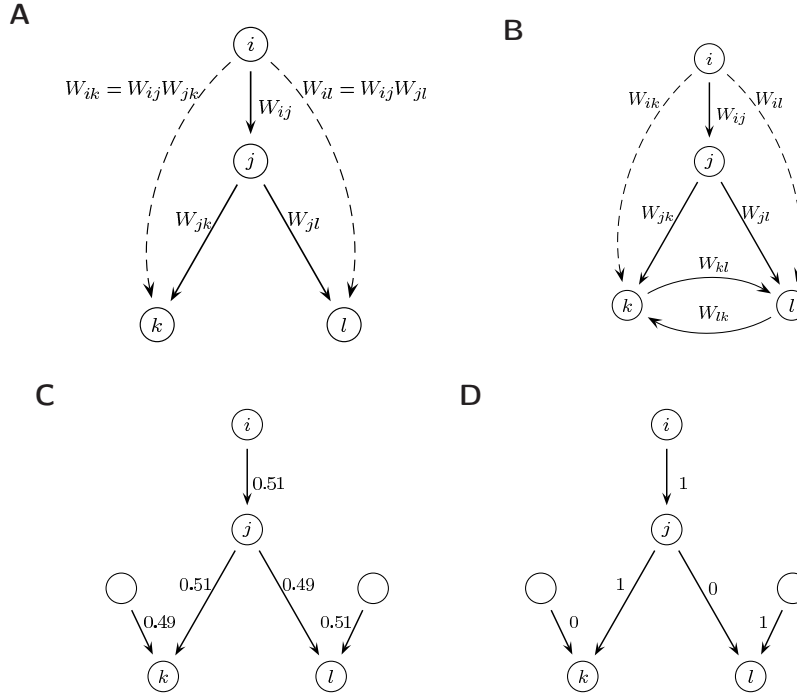 A
i
W_{ik} = W_{ij}W_{jk}
W_{il} = W_{ij}W_{jl}
W_{ij}
j
W_{jk}
W_{jl}
k
l
B
i
W_{ik}
W_{il}
W_{ij}
j
W_{jk}
W_{jl}
W_{kl}
k
l
W_{lk}
C
i
0.51
j
0.51
0.49
0.49
0.51
k
l
D
i
1
j
1
0
0
1
k
l